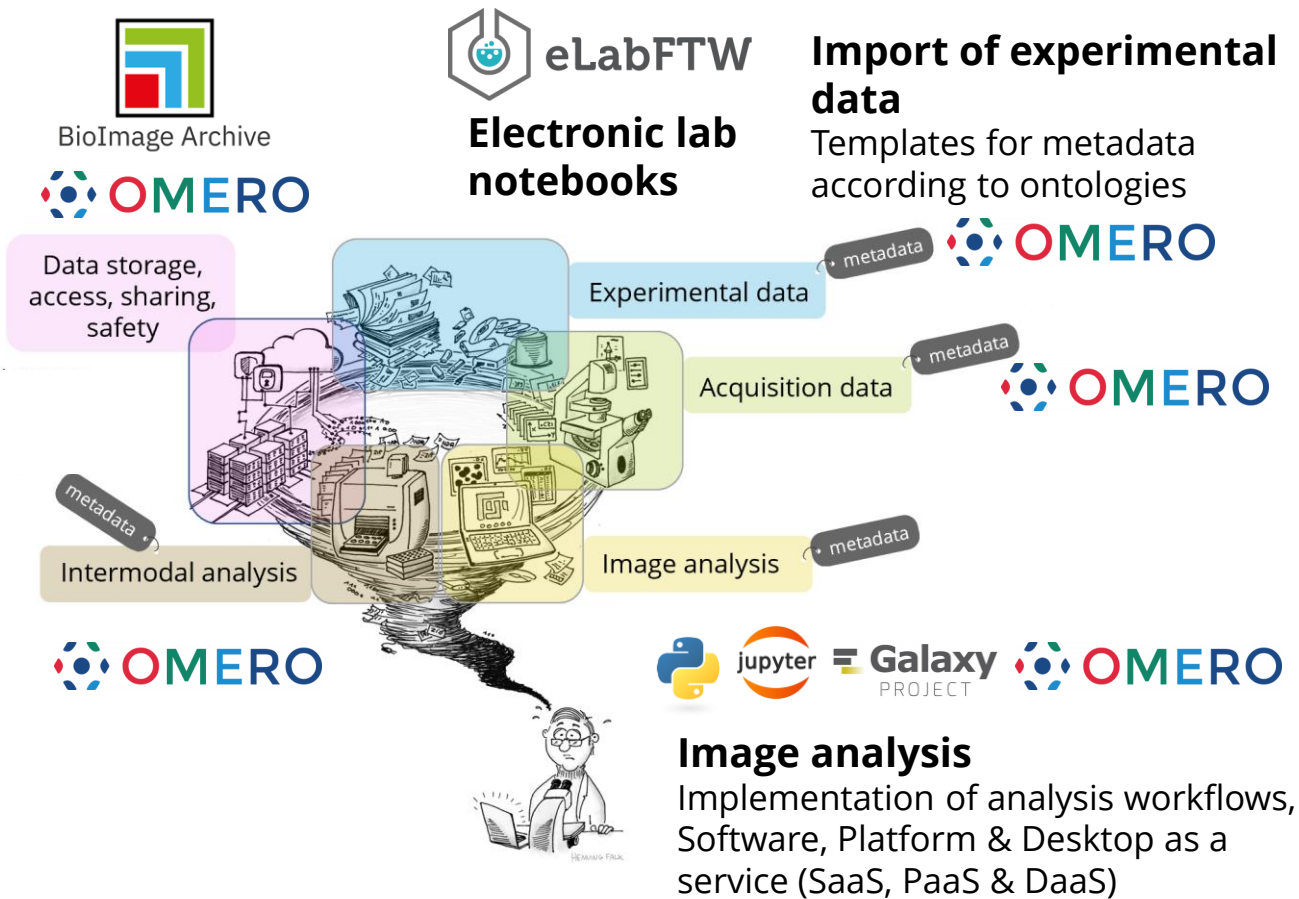 BioImage Archive
OMERO
eLabFTW
Electronic lab
notebooks
Import of experimental
data
Templates for metadata
according to ontologies
metadata
OMERO
Data storage,
access, sharing,
safety
Experimental data
metadata
OMERO
Acquisition data
metadata
Intermodal analysis
Image analysis
metadata
OMERO
jupyter
Galaxy
PROJECT
OMERO
Image analysis
Implementation of analysis workflows,
Software, Platform & Desktop as a
service (SaaS, PaaS & DaaS)
HENNING FALK